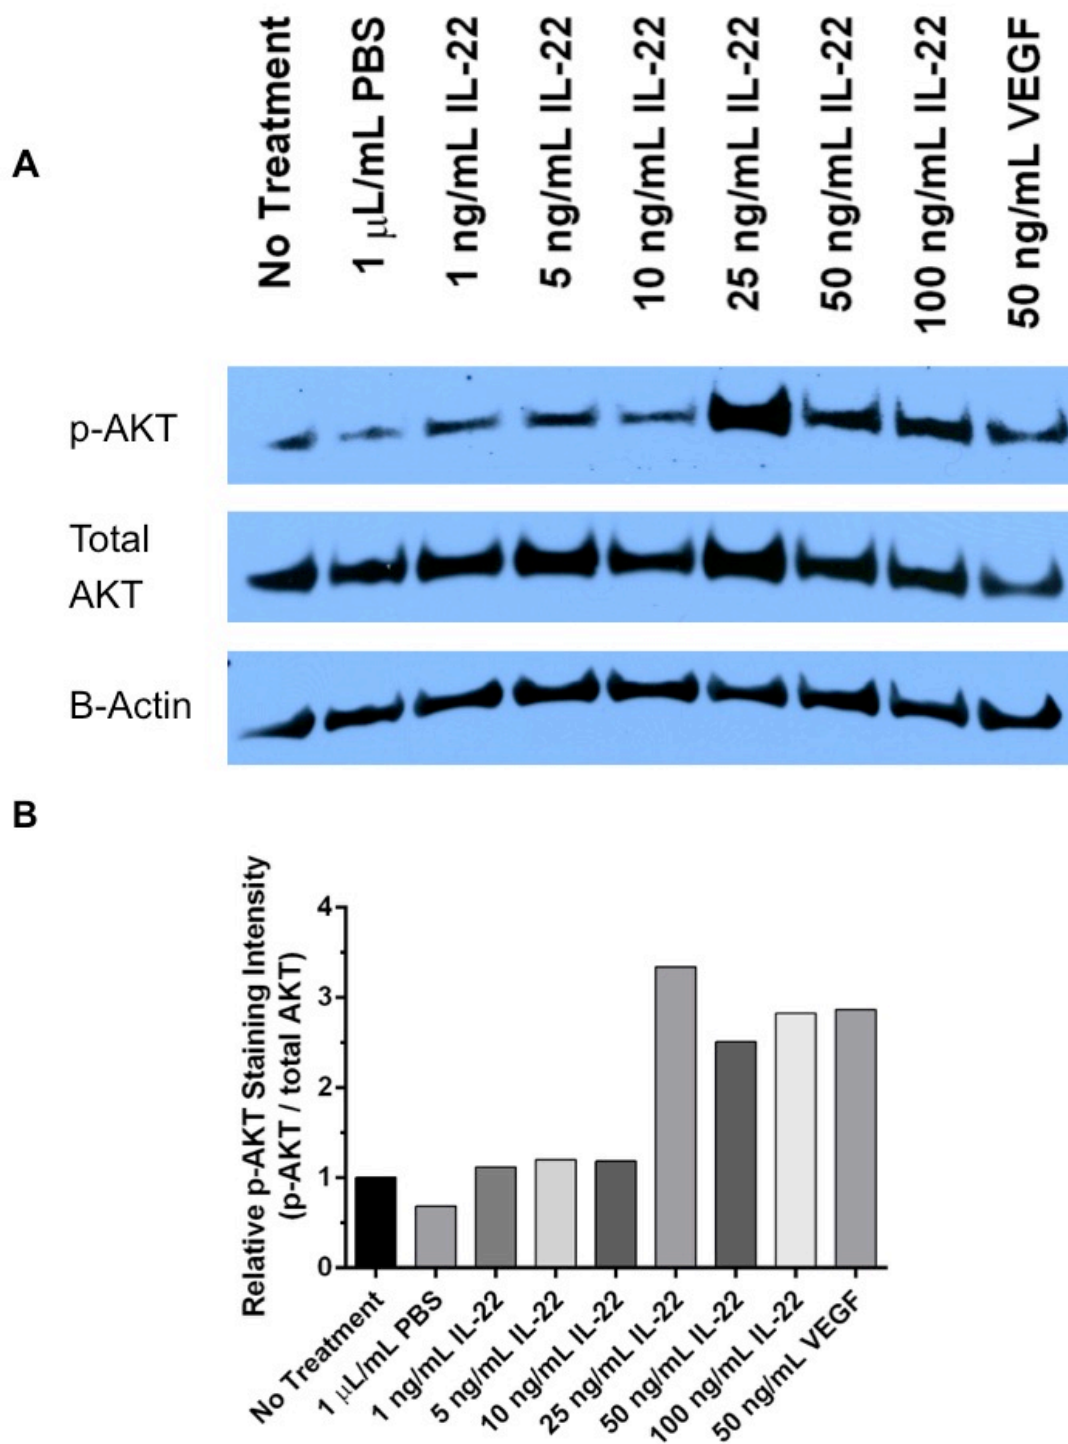 A
No Treatment
1 μL/mL PBS
1 ng/mL IL-22
5 ng/mL IL-22
10 ng/mL IL-22
25 ng/mL IL-22
50 ng/mL IL-22
100 ng/mL IL-22
50 ng/mL VEGF
p-AKT
Total
AKT
B-Actin
B
Relative p-AKT Staining Intensity
(p-AKT / total AKT)
4
3
2
1
0
No Treatment
1 μL/mL PBS
1 ng/mL IL-22
5 ng/mL IL-22
10 ng/mL IL-22
25 ng/mL IL-22
50 ng/mL IL-22
100 ng/mL IL-22
50 ng/mL VEGF